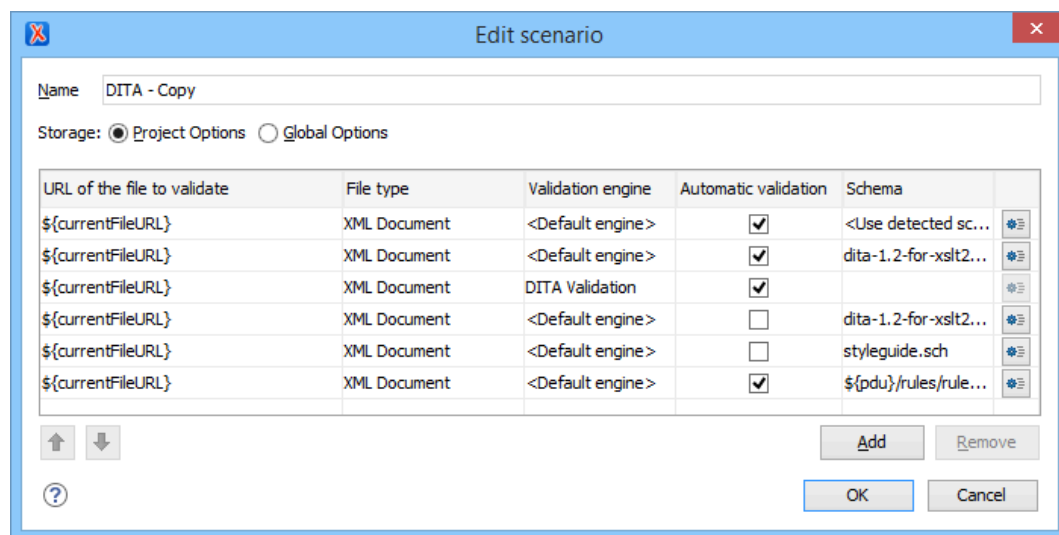 Edit scenario
Name DITA - Copy
Storage: Project Options Global Options
URL of the file to validate File type Validation engine Automatic validation Schema
${currentFileURL} XML Document <Default engine> <Use detected sc...
${currentFileURL} XML Document <Default engine> dita-1.2-for-xslt2...
${currentFileURL} XML Document DITA Validation
${currentFileURL} XML Document <Default engine> dita-1.2-for-xslt2...
${currentFileURL} XML Document <Default engine> styleguide.sch
${currentFileURL} XML Document <Default engine> ${pdu}/rules/rule...
Add Remove
? OK Cancel